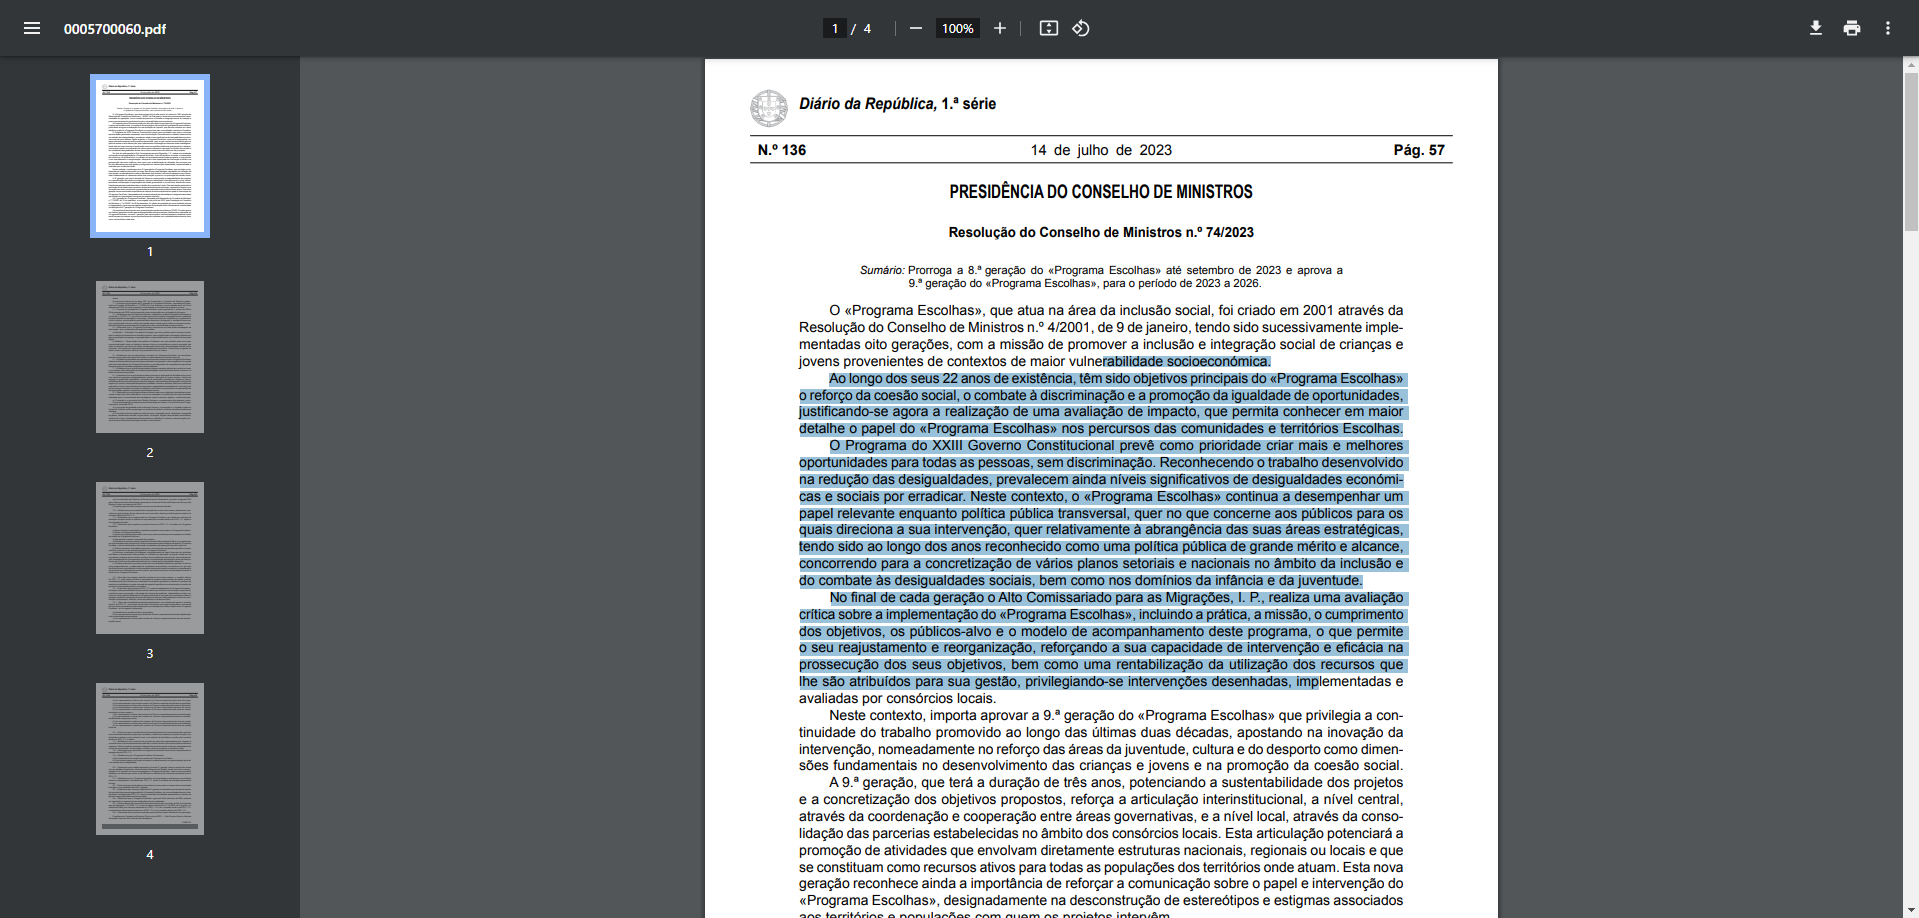 0005700060.pdf
1 / 4
100%
1
2
3
4
Diário da República, 1.ª série
N.º 136 14 de julho de 2023 Pág. 57
PRESIDÊNCIA DO CONSELHO DE MINISTROS
Resolução do Conselho de Ministros n.º 74/2023
Sumário: Prorroga a 8.ª geração do «Programa Escolhas» até setembro de 2023 e aprova a
9.ª geração do «Programa Escolhas», para o período de 2023 a 2026.
O «Programa Escolhas», que atua na área da inclusão social, foi criado em 2001 através da
Resolução do Conselho de Ministros n.º 4/2001, de 9 de janeiro, tendo sido sucessivamente imple-
mentadas oito gerações, com a missão de promover a inclusão e integração social de crianças e
jovens provenientes de contextos de maior vulnerabilidade socioeconómica.
Ao longo dos seus 22 anos de existência, têm sido objetivos principais do «Programa Escolhas»
o reforço da coesão social, o combate à discriminação e a promoção da igualdade de oportunidades,
justificando-se agora a realização de uma avaliação de impacto, que permita conhecer em maior
detalhe o papel do «Programa Escolhas» nos percursos das comunidades e territórios Escolhas.
O Programa do XXIII Governo Constitucional prevê como prioridade criar mais e melhores
oportunidades para todas as pessoas, sem discriminação. Reconhecendo o trabalho desenvolvido
na redução das desigualdades, prevalecem ainda níveis significativos de desigualdades económi-
cas e sociais por erradicar. Neste contexto, o «Programa Escolhas» continua a desempenhar um
papel relevante enquanto política pública transversal, quer no que concerne aos públicos para os
quais direciona a sua intervenção, quer relativamente à abrangência das suas áreas estratégicas,
tendo sido ao longo dos anos reconhecido como uma política pública de grande mérito e alcance,
concorrendo para a concretização de vários planos setoriais e nacionais no âmbito da inclusão e
do combate às desigualdades sociais, bem como nos domínios da infância e da juventude.
No final de cada geração o Alto Comissariado para as Migrações, I. P., realiza uma avaliação
crítica sobre a implementação do «Programa Escolhas», incluindo a prática, a missão, o cumprimento
dos objetivos, os públicos-alvo e o modelo de acompanhamento deste programa, o que permite
o seu reajustamento e reorganização, reforçando a sua capacidade de intervenção e eficácia na
prossecução dos seus objetivos, bem como uma rentabilização da utilização dos recursos que
lhe são atribuídos para sua gestão, privilegiando-se intervenções desenhadas, implementadas e
avaliadas por consórcios locais.
Neste contexto, importa aprovar a 9.ª geração do «Programa Escolhas» que privilegia a con-
tinuidade do trabalho promovido ao longo das últimas duas décadas, apostando na inovação da
intervenção, nomeadamente no reforço das áreas da juventude, cultura e do desporto como dimen-
sões fundamentais no desenvolvimento das crianças e jovens e na promoção da coesão social.
A 9.ª geração, que terá a duração de três anos, potenciando a sustentabilidade dos projetos
e a concretização dos objetivos propostos, reforça a articulação interinstitucional, a nível central,
através da coordenação e cooperação entre áreas governativas, e a nível local, através da conso-
lidação das parcerias estabelecidas no âmbito dos consórcios locais. Esta articulação potenciará a
promoção de atividades que envolvam diretamente estruturas nacionais, regionais ou locais e que
se constituam como recursos ativos para todas as populações dos territórios onde atuam. Esta nova
geração reconhece ainda a importância de reforçar a comunicação sobre o papel e intervenção do
«Programa Escolhas», designadamente na desconstrução de estereótipos e estigmas associados
aos territórios e populações com quem os projetos intervêm.